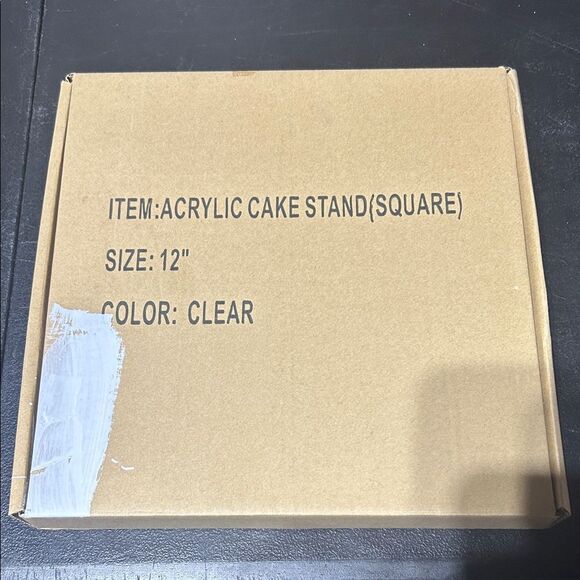 ITEM:ACRYLIC CAKE STAND(SQUARE)
SIZE: 12"
COLOR: CLEAR